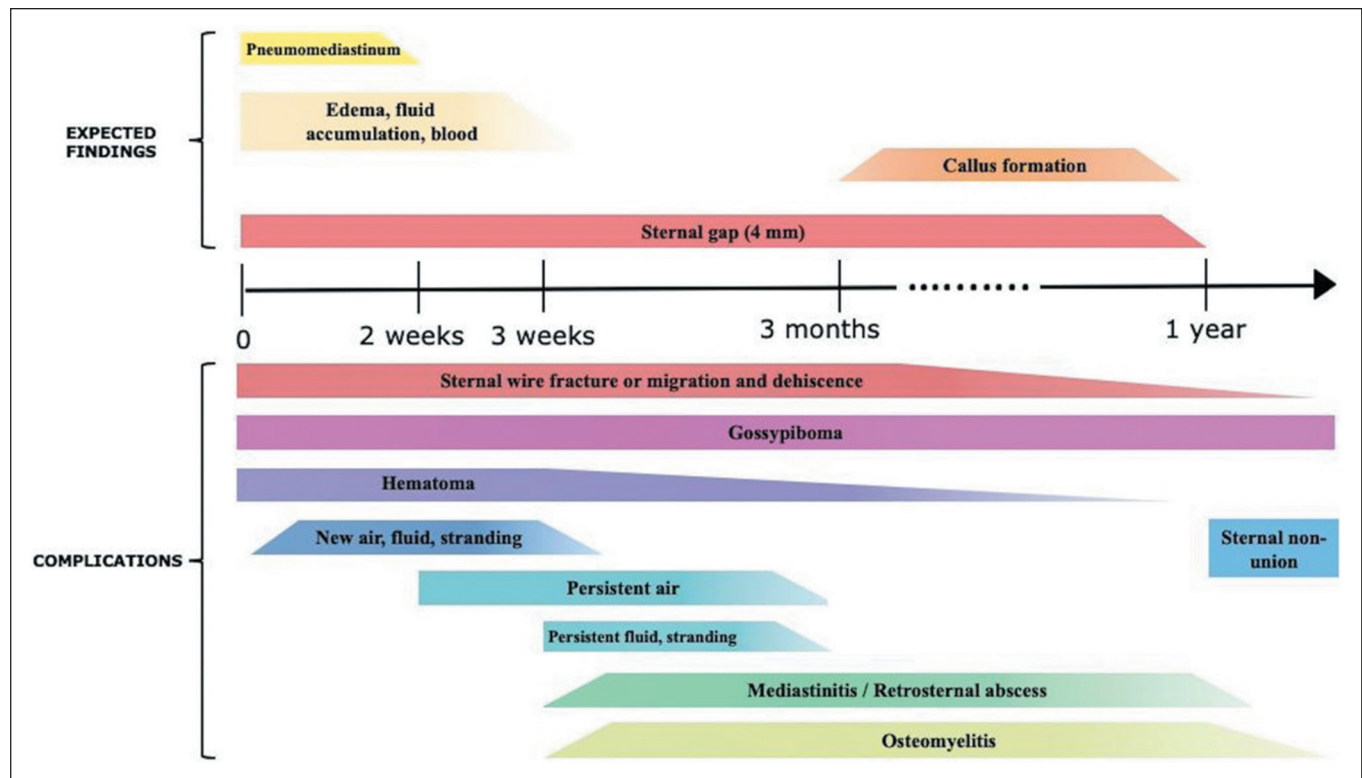 Pneumomediastinum
Edema, fluid
accumulation, blood
EXPECTED
FINDINGS
Callus formation
Sternal gap (4 mm)
0
2 weeks
3 weeks
3 months
1 year
Sternal wire fracture or migration and dehiscence
Gossypiboma
Hematoma
New air, fluid, stranding
Sternal non-
union
COMPLICATIONS
Persistent air
Persistent fluid, stranding
Mediastinitis / Retrosternal abscess
Osteomyelitis